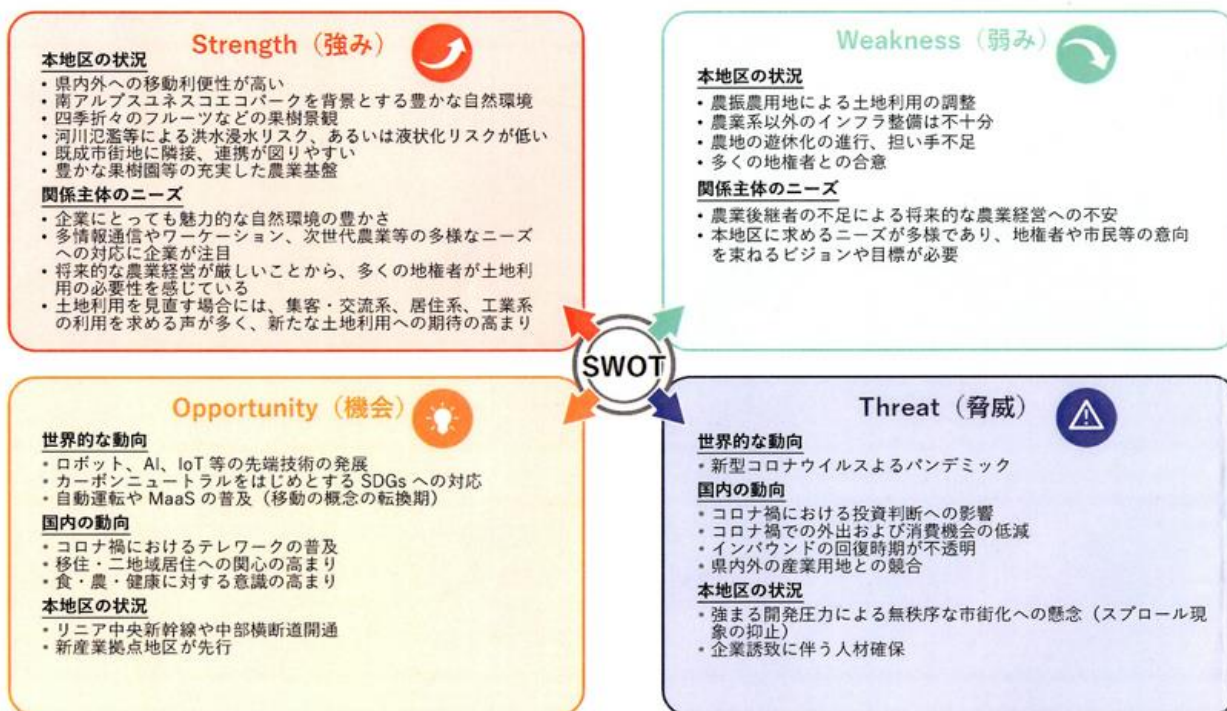 Strength（強み）
本地区の状況
• 県内外への移動利便性が高い
• 南アルプスユネスコエコパークを背景とする豊かな自然環境
• 四季折々のフルーツなどの果樹景観
• 河川氾濫等による洪水浸水リスク、あるいは液状化リスクが低い
• 既成市街地に隣接、連携が図りやすい
• 豊かな果樹園等の充実した農業基盤
関係主体のニーズ
• 企業にとっても魅力的な自然環境の豊かさ
• 多情報通信やワーケーション、次世代農業等の多様なニーズ
への対応に企業が注目
• 将来的な農業経営が厳しいことから、多くの地権者が土地利
用の必要性を感じている
• 土地利用を見直す場合には、集客・交流系、居住系、工業系
の利用を求める声が多く、新たな土地利用への期待の高まり
Weakness（弱み）
本地区の状況
• 農振農用地による土地利用の調整
• 農業系以外のインフラ整備は不十分
• 農地の遊休化の進行、担い手不足
• 多くの地権者との合意
関係主体のニーズ
• 農業後継者の不足による将来的な農業経営への不安
• 本地区に求めるニーズが多様であり、地権者や市民等の意向
を束ねるビジョンや目標が必要
SWOT
Opportunity（機会）
世界的な動向
• ロボット、AI、IoT 等の先端技術の発展
• カーボンニュートラルをはじめとする SDGs への対応
• 自動運転や MaaS の普及（移動の概念の転換期）
国内の動向
• コロナ禍におけるテレワークの普及
• 移住・二地域居住への関心の高まり
• 食・農・健康に対する意識の高まり
本地区の状況
• リニア中央新幹線や中部横断道開通
• 新産業拠点地区が先行
Threat（脅威）
世界的な動向
• 新型コロナウイルスよるパンデミック
国内の動向
• コロナ禍における投資判断への影響
• コロナ禍での外出および消費機会の低減
• インバウンドの回復時期が不透明
• 県内外の産業用地との競合
本地区の状況
• 強まる開発圧力による無秩序な市街化への懸念（スプロール現
象の抑止）
• 企業誘致に伴う人材確保